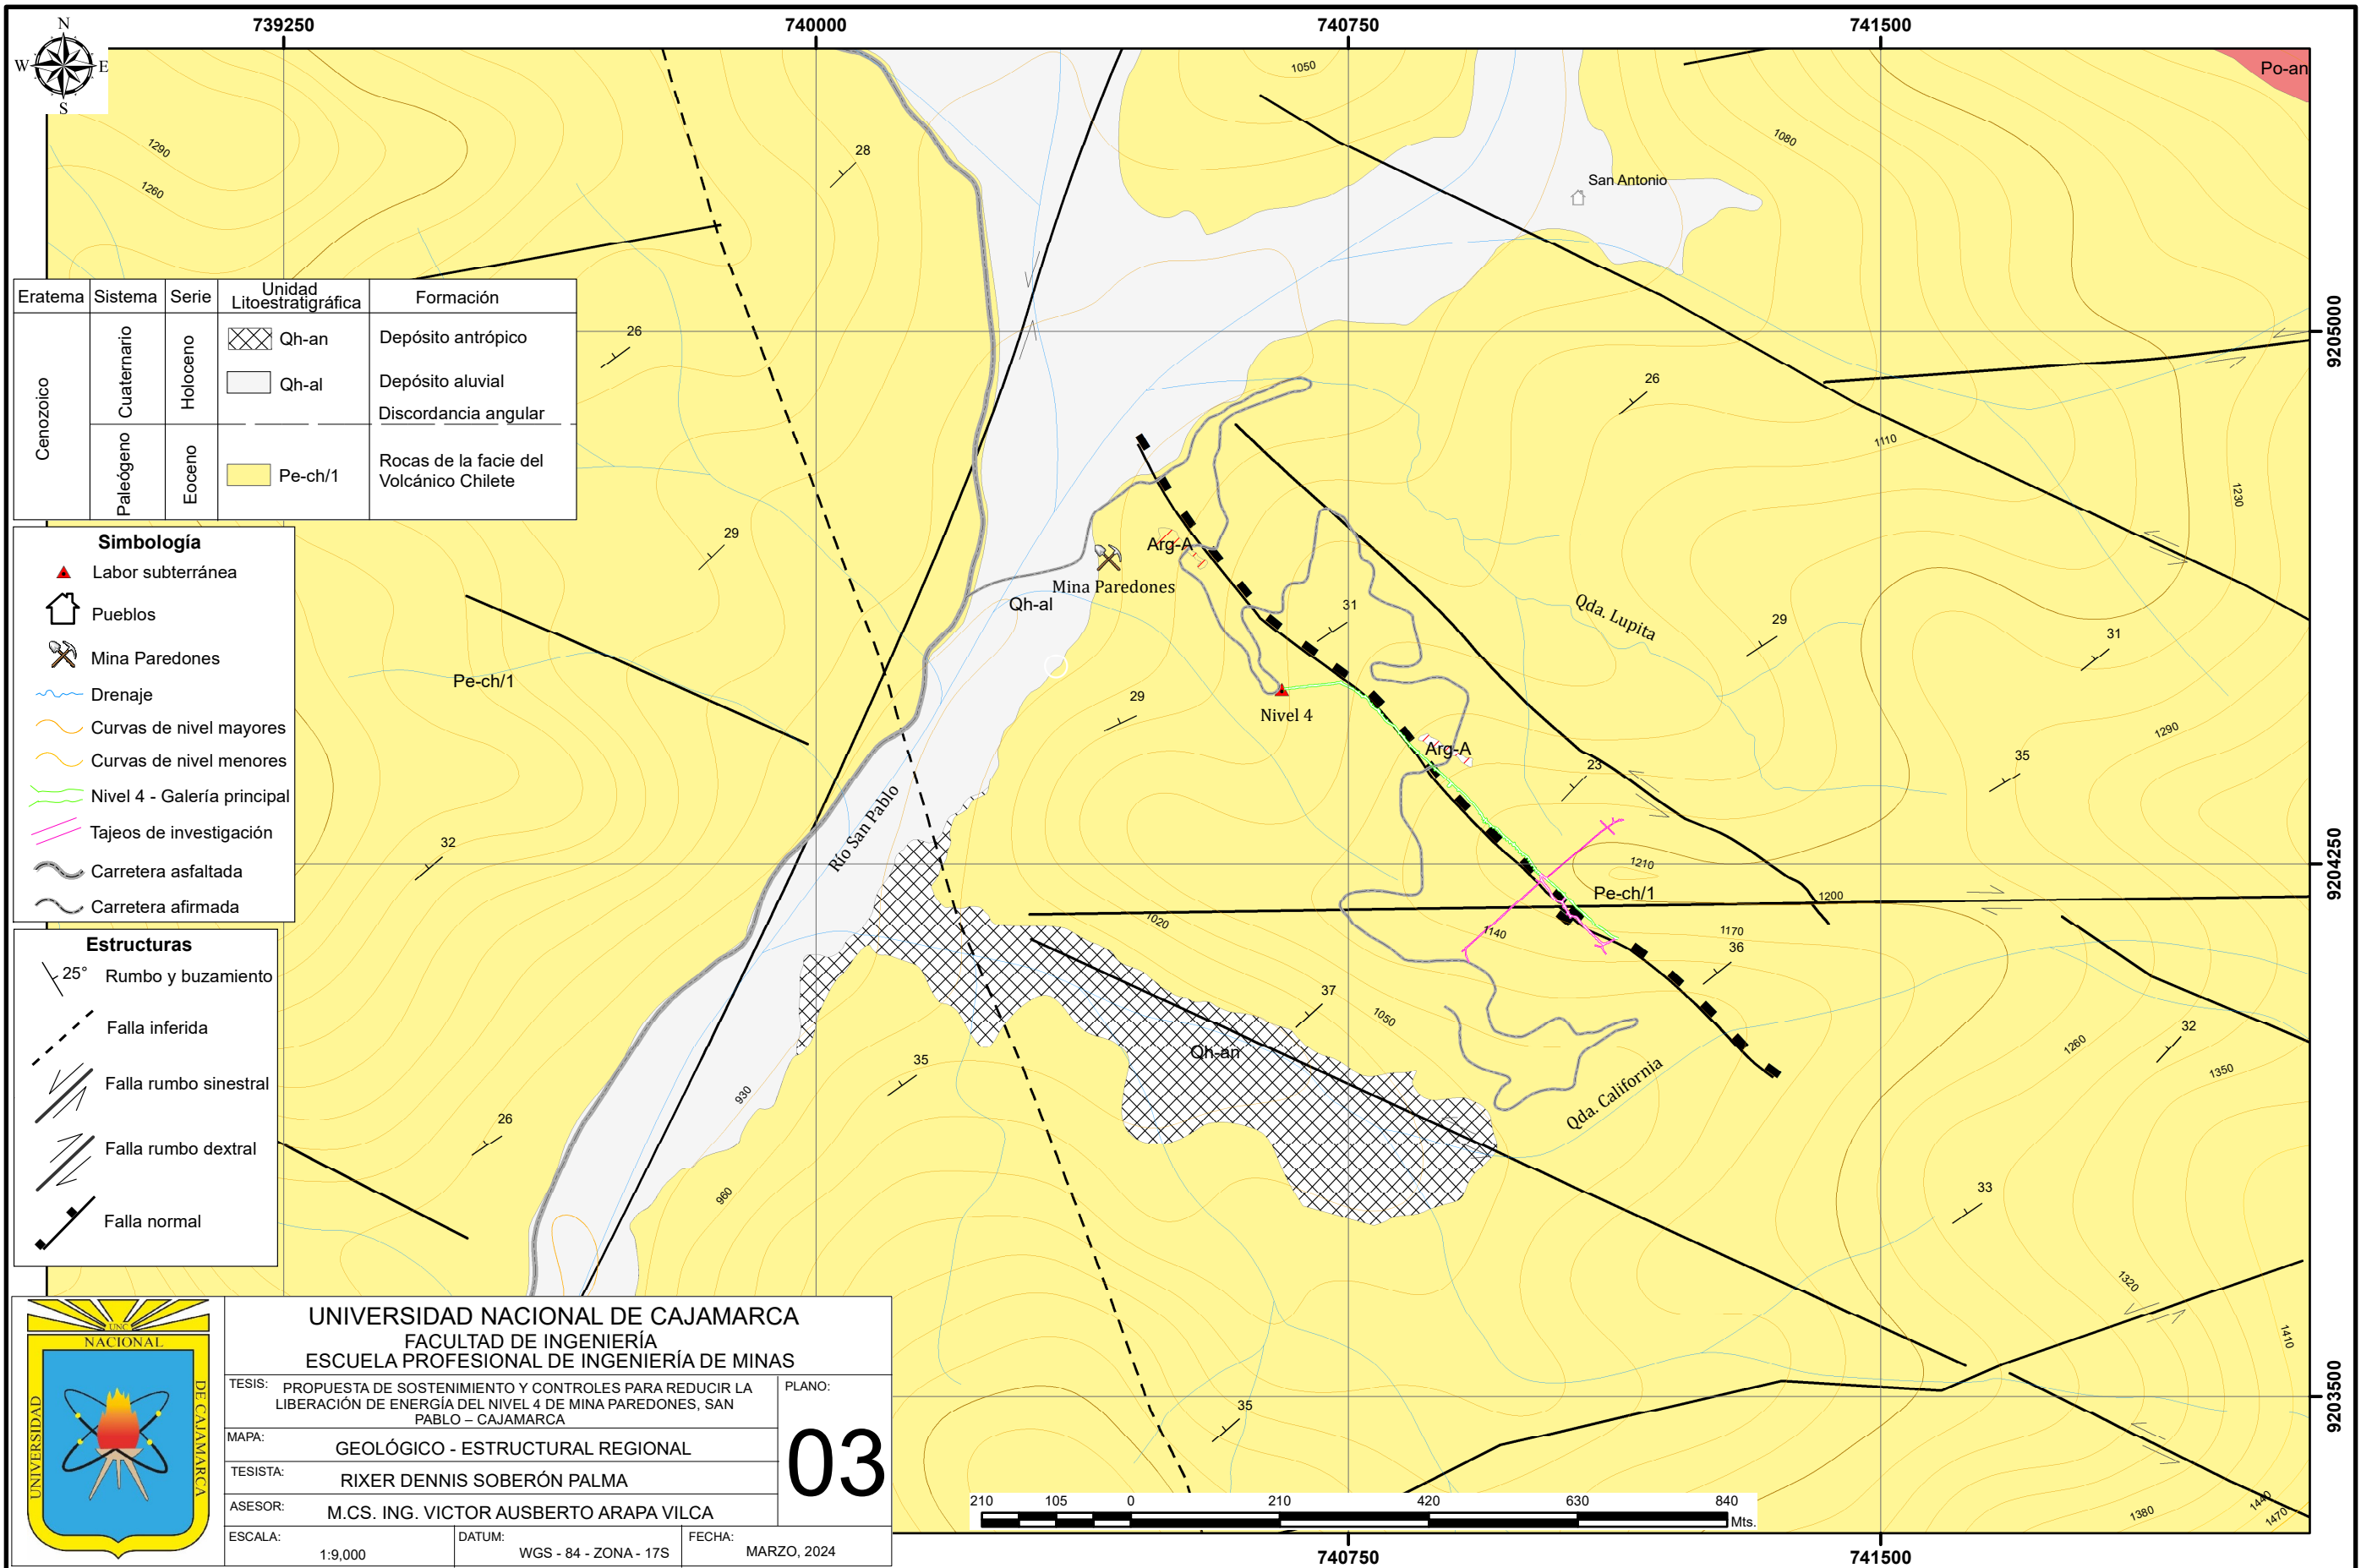 739250
740000
740750
741500
N
W
E
S
Po-an
1050
1290
1260
28
1080
San Antonio
Eratema
Sistema
Serie
Unidad
Litoestratigráfica
Formación
Cenozoico
Cuaternario
Holoceno
Qh-an
Depósito antrópico
Qh-al
Depósito aluvial
Discordancia angular
Paleógeno
Eoceno
Pe-ch/1
Rocas de la facie del
Volcánico Chilete
26
9205000
26
1110
1230
29
Arg-A
Mina Paredones
Qh-al
31
Qda. Lupita
29
31
Pe-ch/1
29
Nivel 4
Arg-A
23
1290
35
Simbología
Labor subterránea
Pueblos
Mina Paredones
Drenaje
Curvas de nivel mayores
Curvas de nivel menores
Nivel 4 - Galería principal
Tajeos de investigación
Carretera asfaltada
Carretera afirmada
32
Río San Pablo
1210
9204250
Pe-ch/1
1200
1020
1140
1170
36
Estructuras
25°
Rumbo y buzamiento
Falla inferida
Falla rumbo sinestral
Falla rumbo dextral
Falla normal
37
1050
Qh-an
32
1260
1350
35
930
26
Qda. California
960
33
1320
1410
UNC
NACIONAL
UNIVERSIDAD
DE CAJAMARCA
UNIVERSIDAD NACIONAL DE CAJAMARCA
FACULTAD DE INGENIERÍA
ESCUELA PROFESIONAL DE INGENIERÍA DE MINAS
TESIS:
PROPUESTA DE SOSTENIMIENTO Y CONTROLES PARA REDUCIR LA
LIBERACIÓN DE ENERGÍA DEL NIVEL 4 DE MINA PAREDONES, SAN
PABLO – CAJAMARCA
PLANO:
03
MAPA:
GEOLÓGICO - ESTRUCTURAL REGIONAL
TESISTA:
RIXER DENNIS SOBERÓN PALMA
ASESOR:
M.CS. ING. VICTOR AUSBERTO ARAPA VILCA
ESCALA:
1:9,000
DATUM:
WGS - 84 - ZONA - 17S
FECHA:
MARZO, 2024
35
9203500
210
105
0
210
420
630
840
Mts.
1380
1440
1470
740750
741500